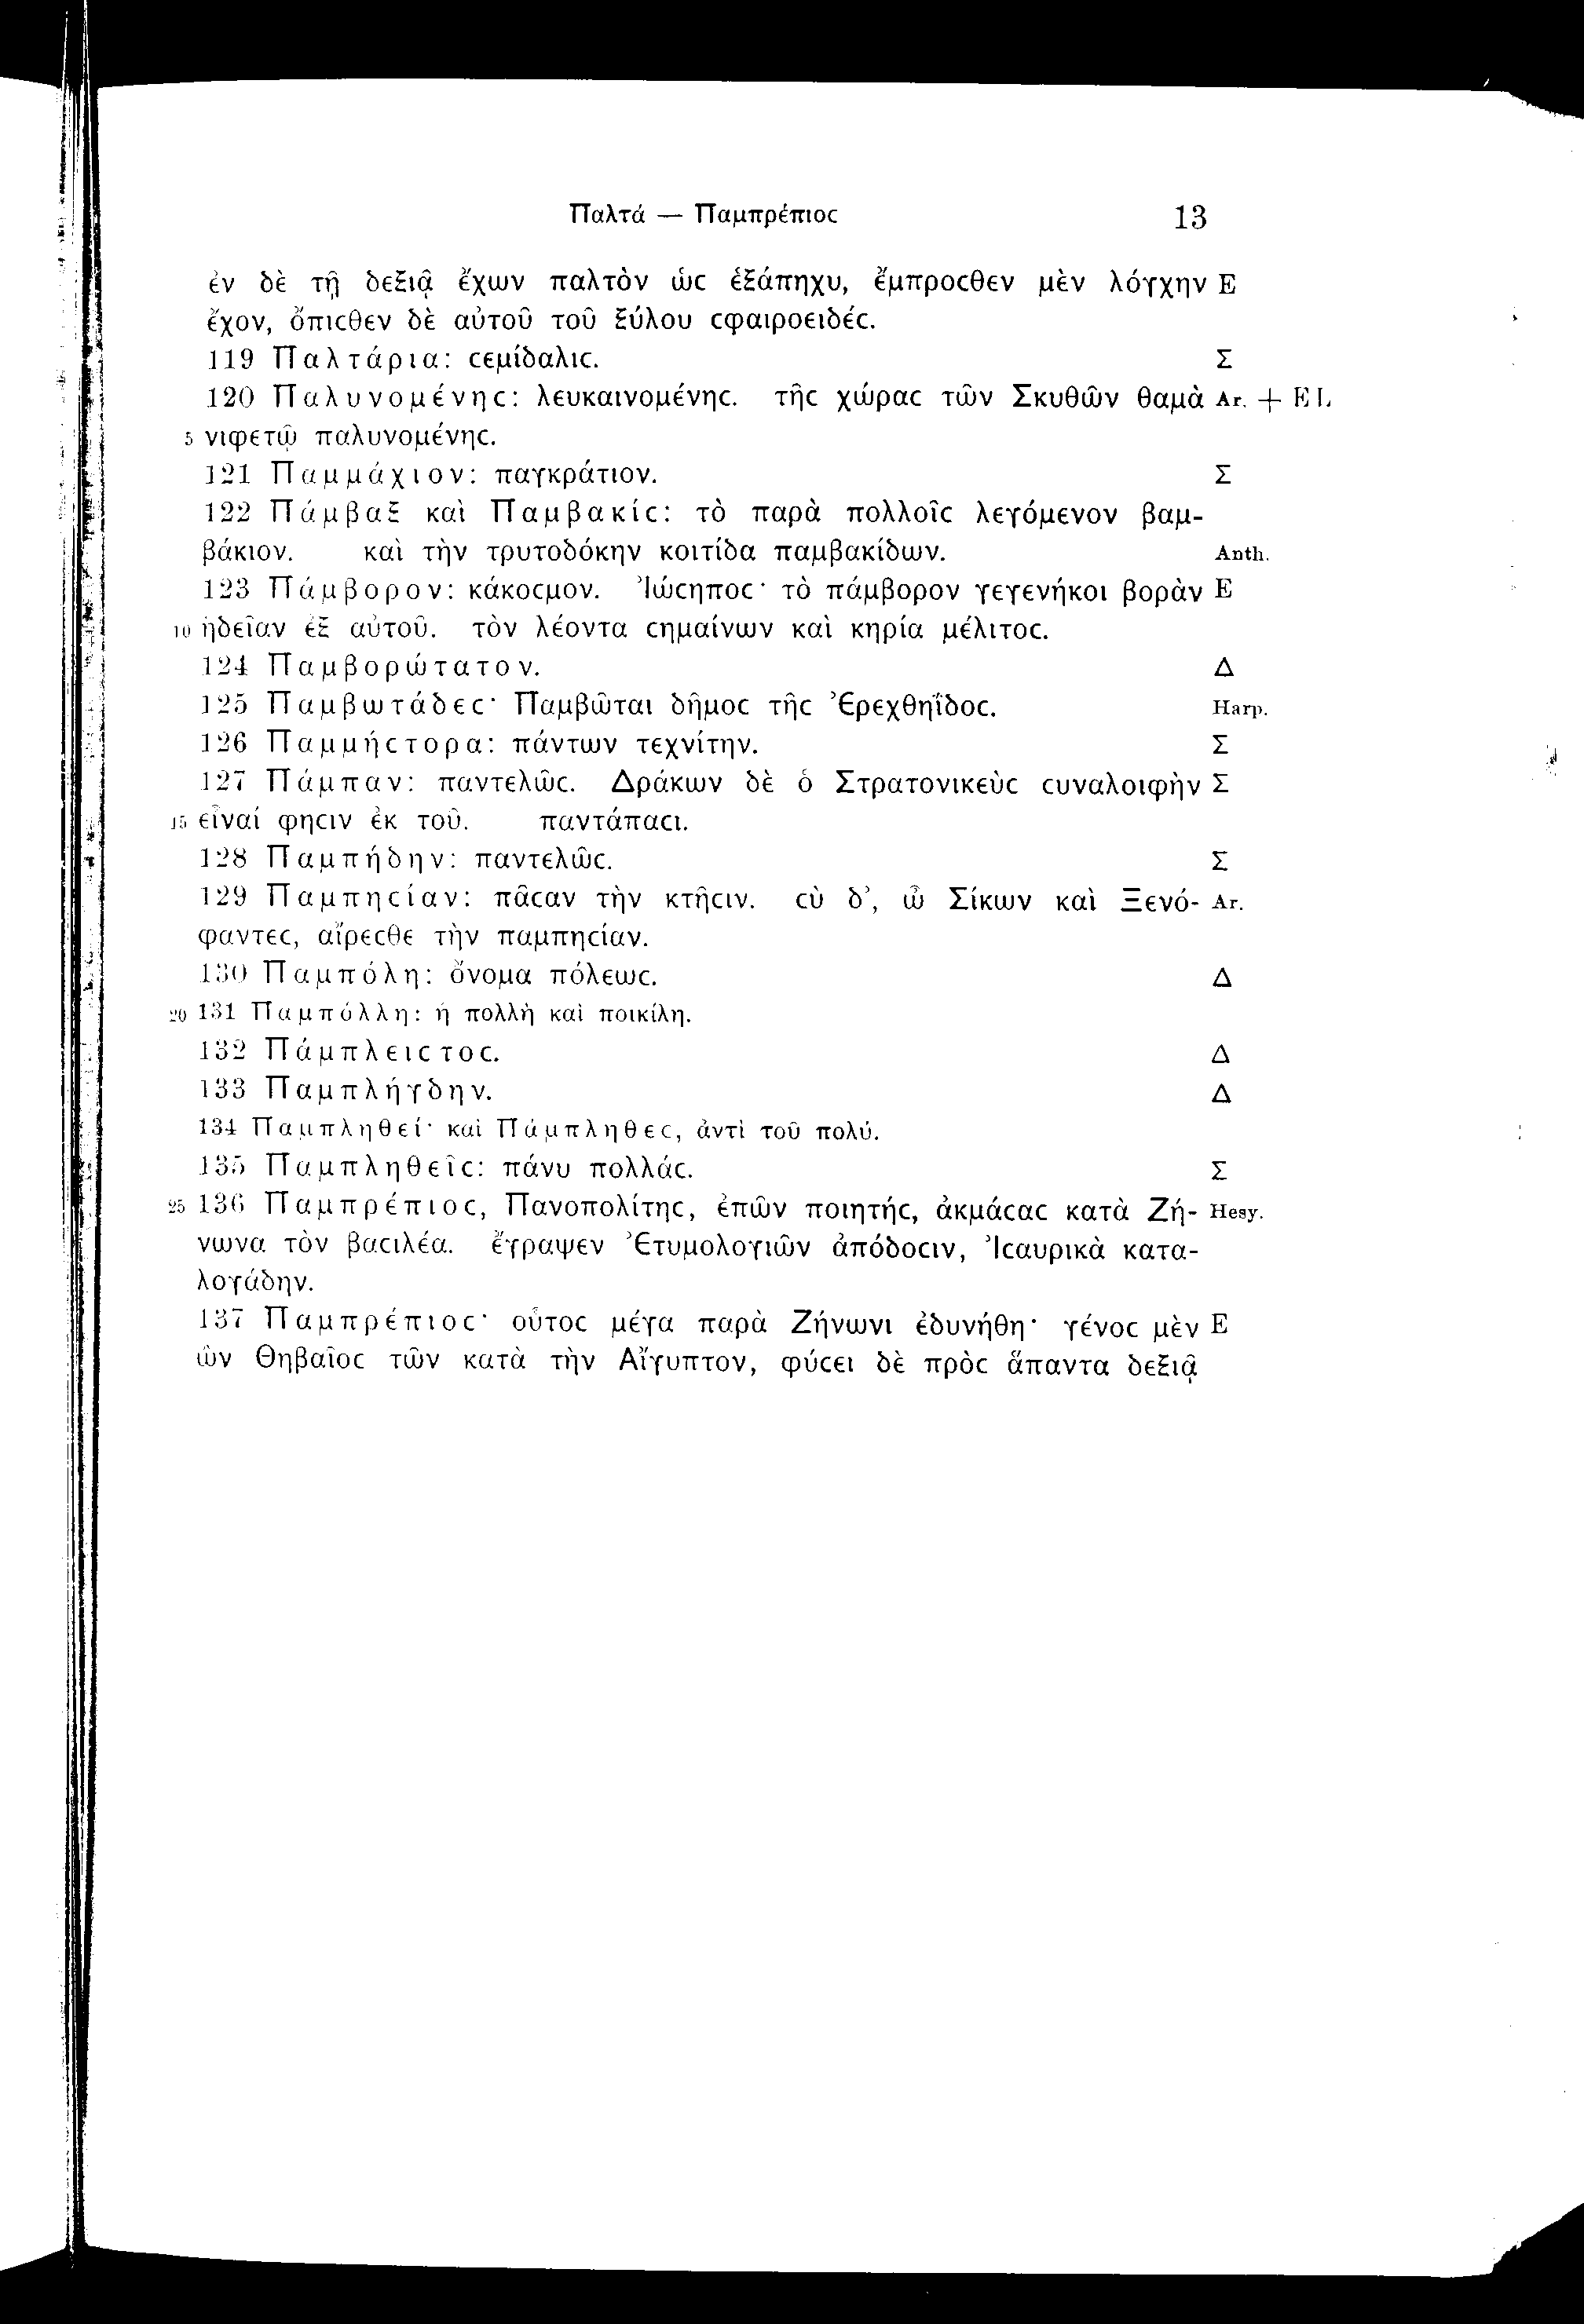 Παλτά — Παμπρέπιοϲ 13
ἐν δὲ τῇ δεξιᾷ ἔχων παλτὸν ὡϲ ἑξάπηχυ, ἔμπροϲθεν μὲν λόγχην Ε
ἔχον, ὄπιϲθεν δὲ αὐτοῦ τοῦ ξύλου ϲφαιροειδέϲ.
119 Παλτάρια: ϲεμίδαλιϲ. Σ
120 Παλυνομένηϲ: λευκαινομένηϲ. τῆϲ χώραϲ τῶν Σκυθῶν θαμὰ Ar. + E L
5 νιφετῷ παλυνομένηϲ.
121 Παμμάχιον: παγκράτιον. Σ
122 Πάμβαξ καὶ Παμβακίϲ: τὸ παρὰ πολλοῖϲ λεγόμενον βαμ-
βάκιον. καὶ τὴν τρυτοδόκην κοιτίδα παμβακίδων. Anth.
123 Πάμβορον: κάκοϲμον. Ἰώϲηποϲ· τὸ πάμβορον γεγενήκοι βορὰν Ε
10 ἡδεῖαν ἐξ αὐτοῦ. τὸν λέοντα ϲημαίνων καὶ κηρία μέλιτοϲ.
124 Παμβορώτατον. Δ
125 Παμβωτάδεϲ· Παμβῶται δῆμοϲ τῆϲ Ἐρεχθηΐδοϲ. Harp.
126 Παμμήϲτορα: πάντων τεχνίτην. Σ
127 Πάμπαν: παντελῶϲ. Δράκων δὲ ὁ Στρατονικεὺϲ ϲυναλοιφὴν Σ
15 εἶναί φηϲιν ἐκ τοῦ. παντάπαϲι.
128 Παμπήδην: παντελῶϲ. Σ
129 Παμπηϲίαν: πᾶϲαν τὴν κτῆϲιν. ϲὺ δ', ὦ Σίκων καὶ Ξενό- Ar.
φαντεϲ, αἴρεϲθε τὴν παμπηϲίαν.
130 Παμπόλη: ὄνομα πόλεωϲ. Δ
20 131 Παμπόλλη: ἡ πολλὴ καὶ ποικίλη.
132 Πάμπλειϲτοϲ. Δ
133 Παμπλήγδην. Δ
134 Παμπληθεί· καὶ Πάμπληθεϲ, ἀντὶ τοῦ πολύ.
135 Παμπληθεῖϲ: πάνυ πολλάϲ. Σ
25 136 Παμπρέπιοϲ, Πανοπολίτηϲ, ἐπῶν ποιητήϲ, ἀκμάϲαϲ κατὰ Ζή- Hesy.
νωνα τὸν βαϲιλέα. ἔγραψεν Ἐτυμολογιῶν ἀπόδοϲιν, Ἰϲαυρικὰ κατα-
λογάδην.
137 Παμπρέπιοϲ· οὗτοϲ μέγα παρὰ Ζήνωνι ἐδυνήθη· γένοϲ μὲν Ε
ὢν Θηβαῖοϲ τῶν κατὰ τὴν Αἴγυπτον, φύϲει δὲ πρὸϲ ἅπαντα δεξιᾷ